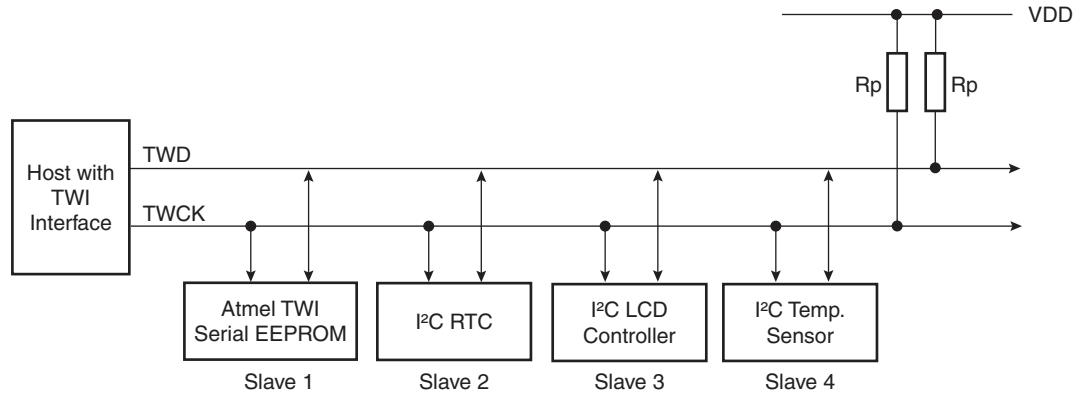 VDD
Rp Rp
Host with
TWI
Interface
TWD
TWCK
Atmel TWI
Serial EEPROM
Slave 1
I²C RTC
Slave 2
I²C LCD
Controller
Slave 3
I²C Temp.
Sensor
Slave 4